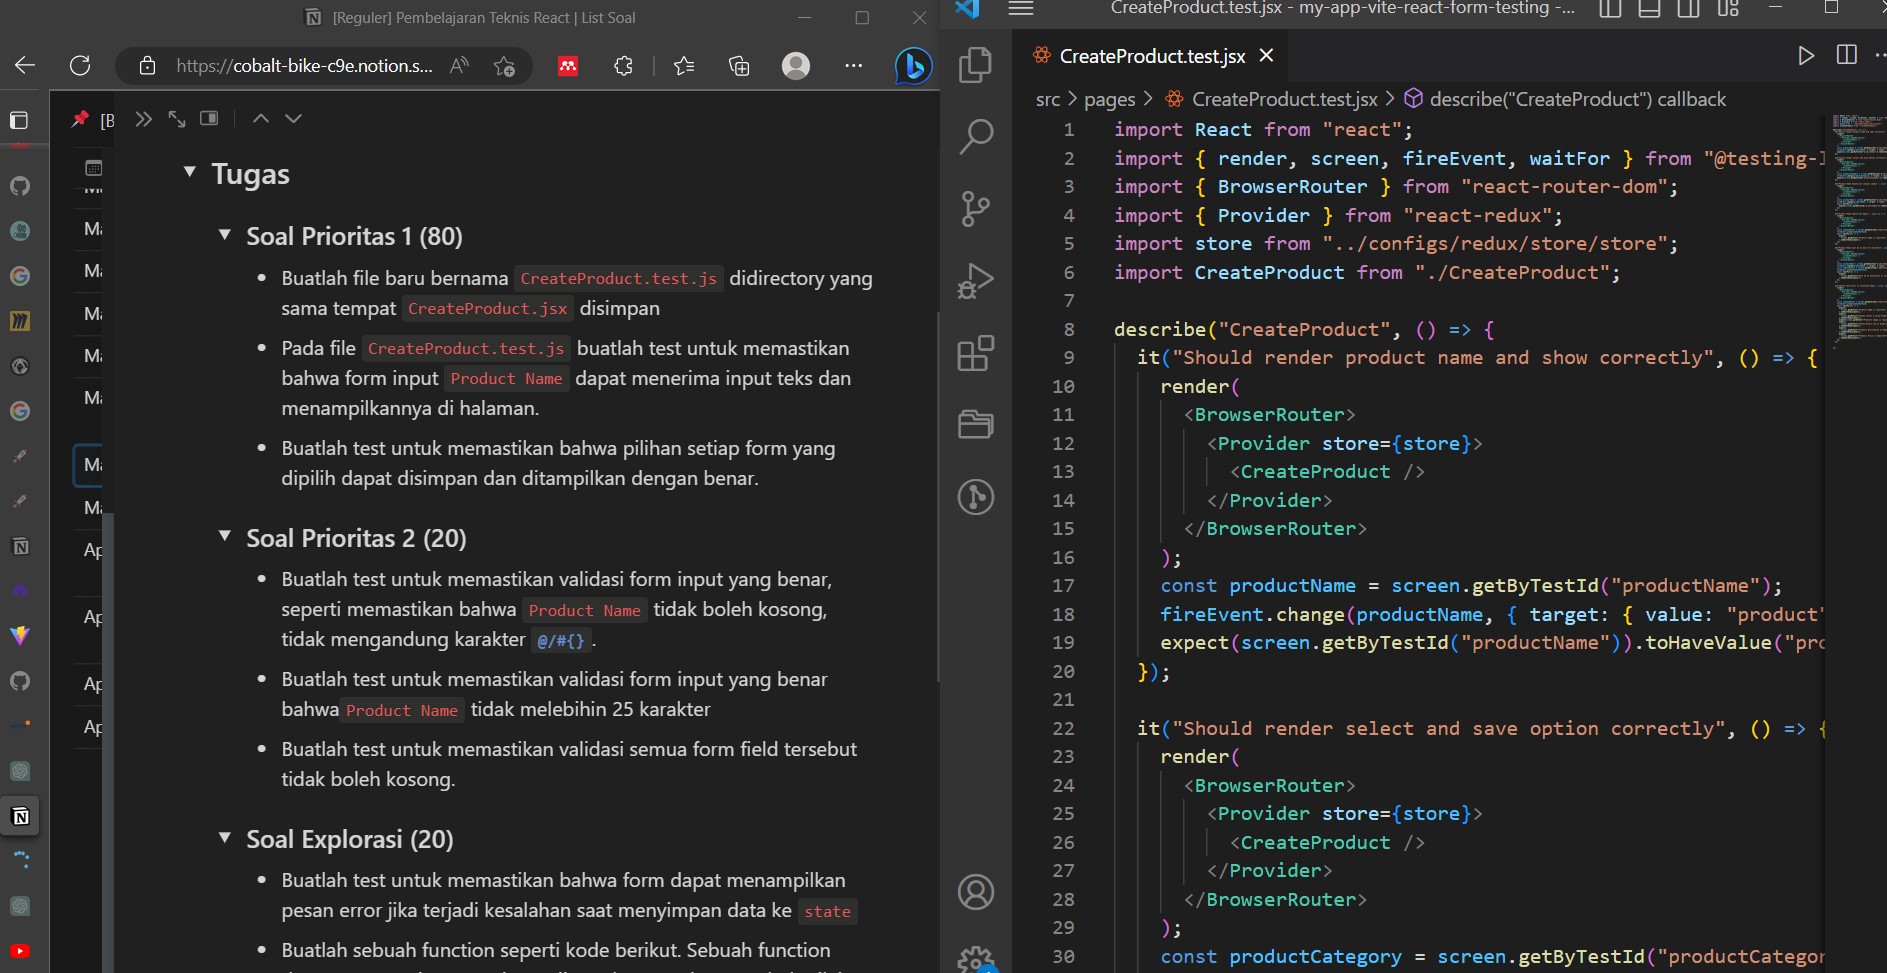 [Reguler] Pembelajaran Teknis React | List Soal
https://cobalt-bike-c9e.notion.s...
Tugas
Soal Prioritas 1 (80)
Buatlah file baru bernama CreateProduct.test.js didirectory yang
sama tempat CreateProduct.jsx disimpan
Pada file CreateProduct.test.js buatlah test untuk memastikan
bahwa form input Product Name dapat menerima input teks dan
menampilkannya di halaman.
Buatlah test untuk memastikan bahwa pilihan setiap form yang
dipilih dapat disimpan dan ditampilkan dengan benar.
Soal Prioritas 2 (20)
Buatlah test untuk memastikan validasi form input yang benar,
seperti memastikan bahwa Product Name tidak boleh kosong,
tidak mengandung karakter @/#{} .
Buatlah test untuk memastikan validasi form input yang benar
bahwa Product Name tidak melebihin 25 karakter
Buatlah test untuk memastikan validasi semua form field tersebut
tidak boleh kosong.
Soal Explorasi (20)
Buatlah test untuk memastikan bahwa form dapat menampilkan
pesan error jika terjadi kesalahan saat menyimpan data ke state
Buatlah sebuah function seperti kode berikut. Sebuah function
CreateProduct.test.jsx - my-app-vite-react-form-testing -...
CreateProduct.test.jsx
src > pages > CreateProduct.test.jsx > describe("CreateProduct") callback
1 import React from "react";
2 import { render, screen, fireEvent, waitFor } from "@testing-
3 import { BrowserRouter } from "react-router-dom";
4 import { Provider } from "react-redux";
5 import store from "../configs/redux/store/store";
6 import CreateProduct from "./CreateProduct";
7
8 describe("CreateProduct", () => {
9 it("Should render product name and show correctly", () => {
10 render(
11 <BrowserRouter>
12 <Provider store={store}>
13 <CreateProduct />
14 </Provider>
15 </BrowserRouter>
16 );
17 const productName = screen.getByTestId("productName");
18 fireEvent.change(productName, { target: { value: "product"
19 expect(screen.getByTestId("productName")).toHaveValue("pro
20 });
21
22 it("Should render select and save option correctly", () => {
23 render(
24 <BrowserRouter>
25 <Provider store={store}>
26 <CreateProduct />
27 </Provider>
28 </BrowserRouter>
29 );
30 const productCategory = screen.getByTestId("productCategor